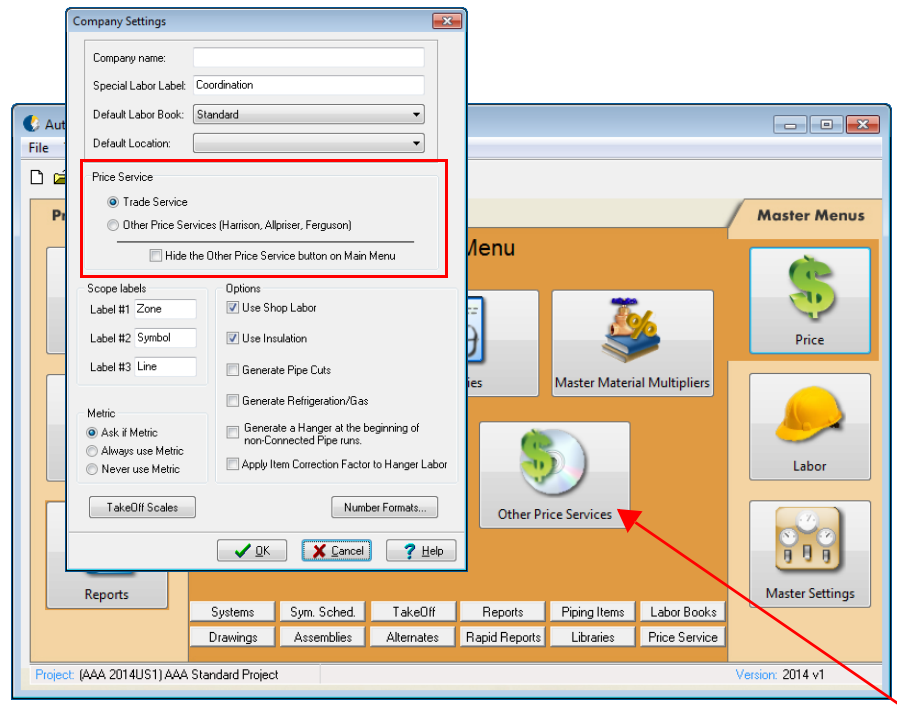 Company Settings
Company name:
Special Labor Label: Coordination
Default Labor Book: Standard
Default Location:
Price Service
Trade Service
Other Price Services (Harrison, Allpriser, Ferguson)
Hide the Other Price Service button on Main Menu
Scope labels
Label #1 Zone
Label #2 Symbol
Label #3 Line
Metric
Ask if Metric
Always use Metric
Never use Metric
Options
Use Shop Labor
Use Insulation
Generate Pipe Cuts
Generate Refrigeration/Gas
Generate a Hanger at the beginning of
non-Connected Pipe runs.
Apply Item Correction Factor to Hanger Labor
TakeOff Scales
Number Formats...
OK
Cancel
Help
File
Menu
Master Material Multipliers
Other Price Services
Master Menus
Price
Labor
Master Settings
Reports
Systems Sym. Sched. TakeOff Reports Piping Items Labor Books
Drawings Assemblies Alternates Rapid Reports Libraries Price Service
Project: (AAA 2014US1) AAA Standard Project
Version: 2014 v1